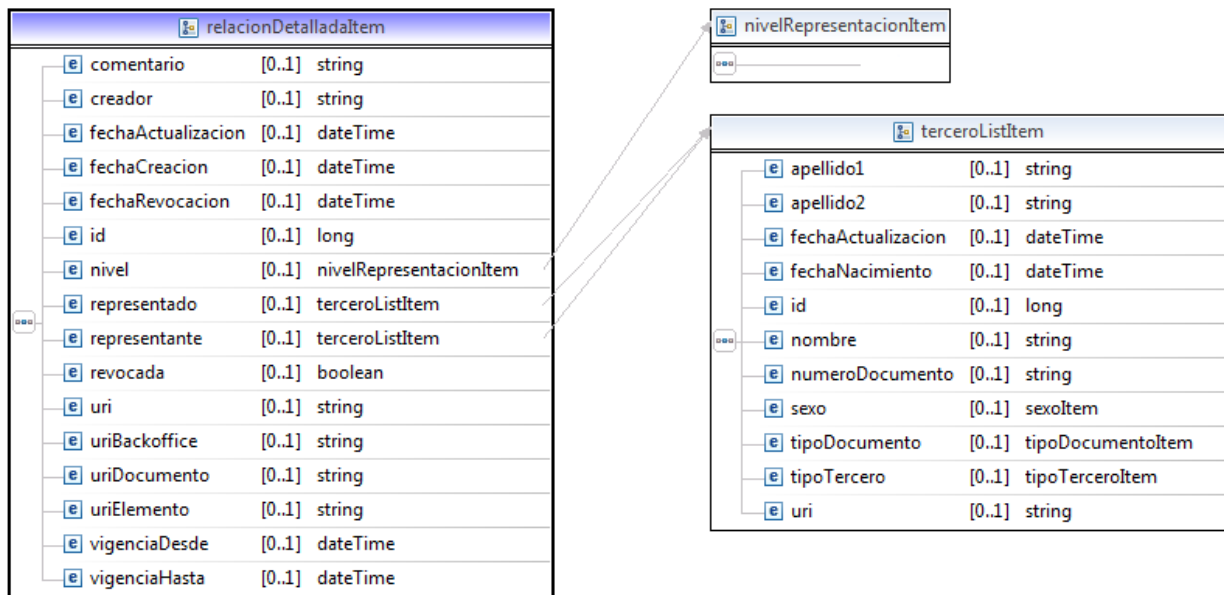 relacionDetalladaItem
comentario [0..1] string
creador [0..1] string
fechaActualizacion [0..1] dateTime
fechaCreacion [0..1] dateTime
fechaRevocacion [0..1] dateTime
id [0..1] long
nivel [0..1] nivelRepresentacionItem
representado [0..1] terceroListItem
representante [0..1] terceroListItem
revocada [0..1] boolean
uri [0..1] string
uriBackoffice [0..1] string
uriDocumento [0..1] string
uriElemento [0..1] string
vigenciaDesde [0..1] dateTime
vigenciaHasta [0..1] dateTime
nivelRepresentacionItem
terceroListItem
apellido1 [0..1] string
apellido2 [0..1] string
fechaActualizacion [0..1] dateTime
fechaNacimiento [0..1] dateTime
id [0..1] long
nombre [0..1] string
numeroDocumento [0..1] string
sexo [0..1] sexoItem
tipoDocumento [0..1] tipoDocumentoItem
tipoTercero [0..1] tipoTerceroItem
uri [0..1] string